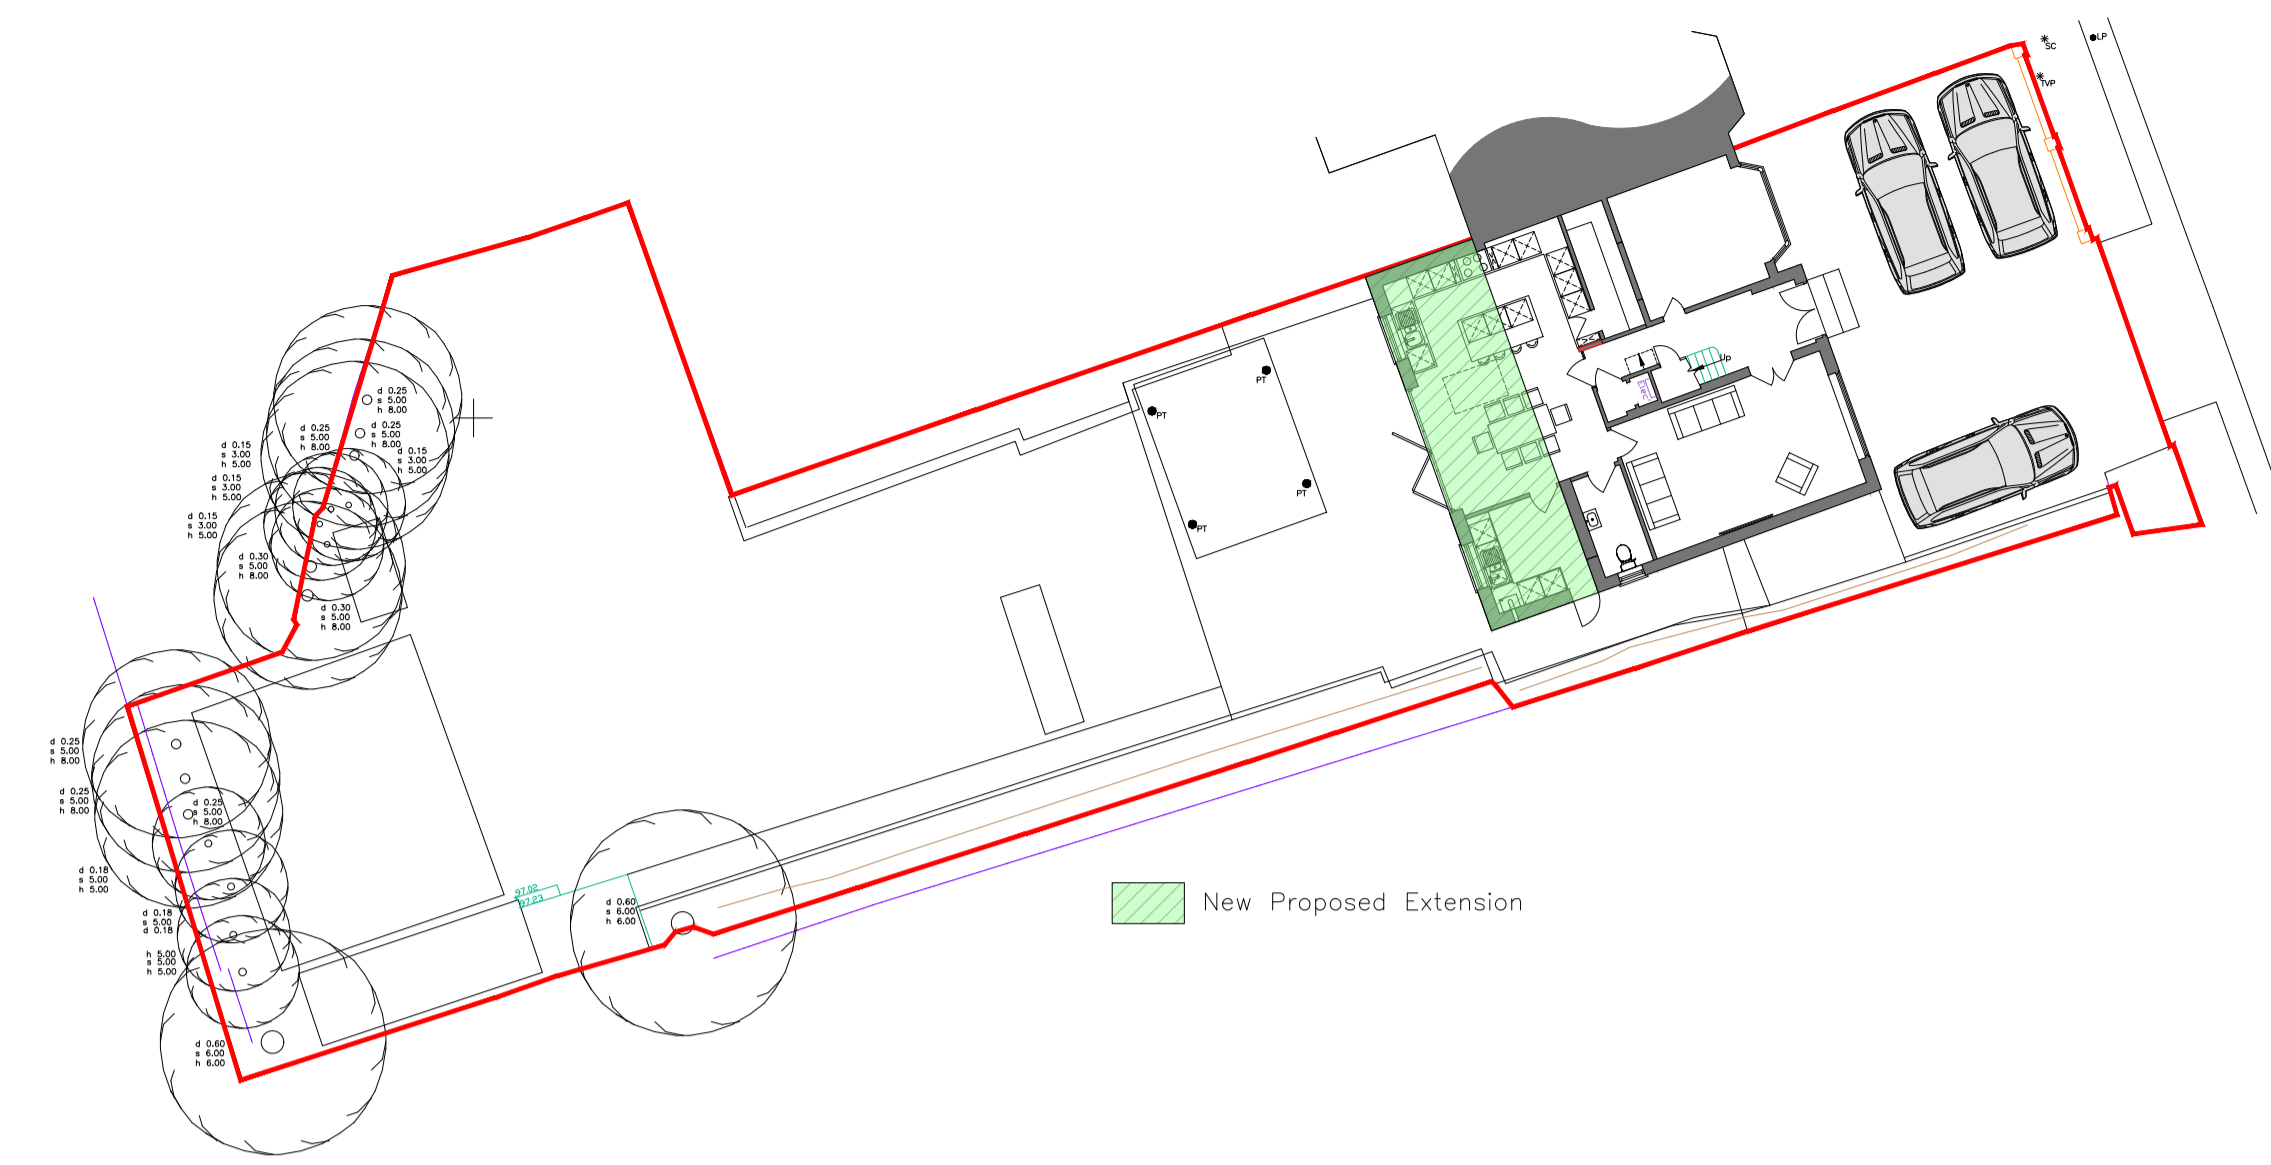 LP
SC
TVP
d 0.25
s 5.00
h 8.00
d 0.25
s 5.00
h 8.00
d 0.25
s 5.00
h 8.00
d 0.15
s 3.00
h 5.00
d 0.15
s 3.00
h 5.00
d 0.15
s 3.00
h 5.00
d 0.15
s 3.00
h 5.00
d 0.30
s 5.00
h 8.00
d 0.30
s 5.00
h 8.00
PT
PT
PT
PT
Up
Elec
d 0.25
s 5.00
h 8.00
d 0.25
s 5.00
h 8.00
d 0.25
s 5.00
h 8.00
d 0.18
s 5.00
h 5.00
d 0.18
s 5.00
d 0.18
h 5.00
s 5.00
h 5.00
97.02
97.23
d 0.60
s 6.00
h 6.00
d 0.60
s 6.00
h 6.00
New Proposed Extension